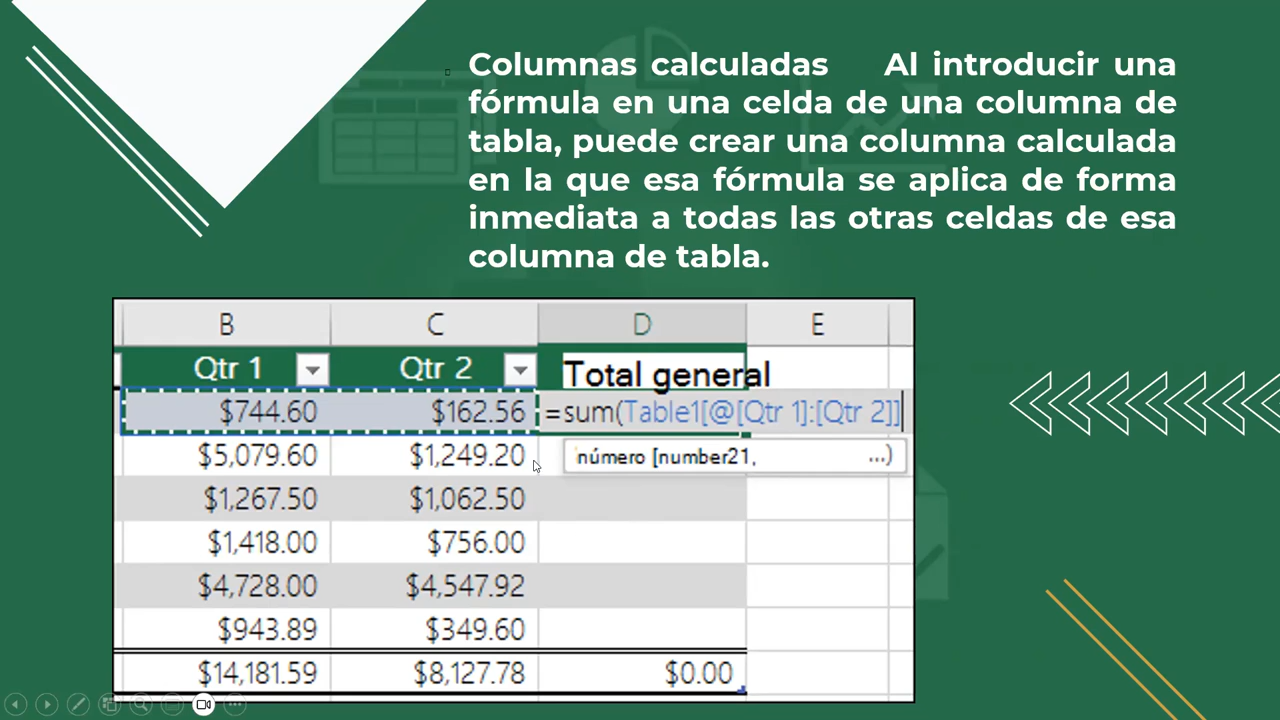 Columnas calculadas Al introducir una
fórmula en una celda de una columna de
tabla, puede crear una columna calculada
en la que esa fórmula se aplica de forma
inmediata a todas las otras celdas de esa
columna de tabla.
B C D E
Qtr 1 Qtr 2 Total general
$744.60 $162.56 =sum(Table1[@[Qtr 1]:[Qtr 2]]
$5,079.60 $1,249.20 número [number21, ...)
$1,267.50 $1,062.50
$1,418.00 $756.00
$4,728.00 $4,547.92
$943.89 $349.60
$14,181.59 $8,127.78 $0.00